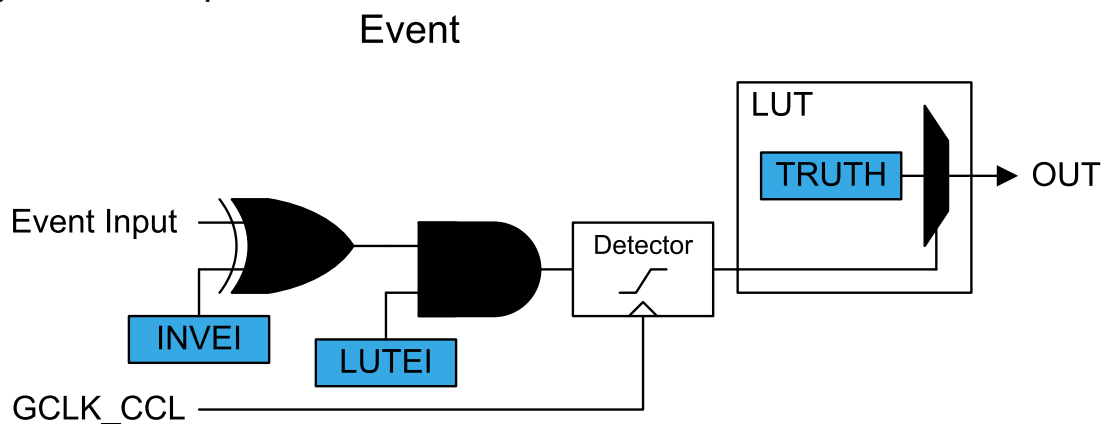 Event
LUT
TRUTH
OUT
Event Input
Detector
INVEI
LUTEI
GCLK_CCL